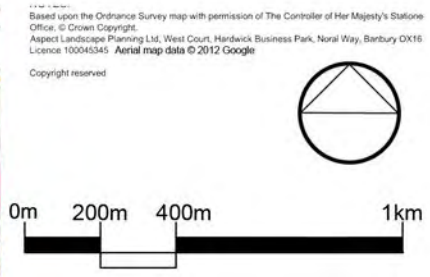 NOTES:
Based upon the Ordnance Survey map with permission of The Controller of Her Majesty's Statione
Office, © Crown Copyright.
Aspect Landscape Planning Ltd, West Court, Hardwick Business Park, Noral Way, Banbury OX16
Licence 100045345 Aerial map data © 2012 Google
Copyright reserved
0m 200m 400m 1km